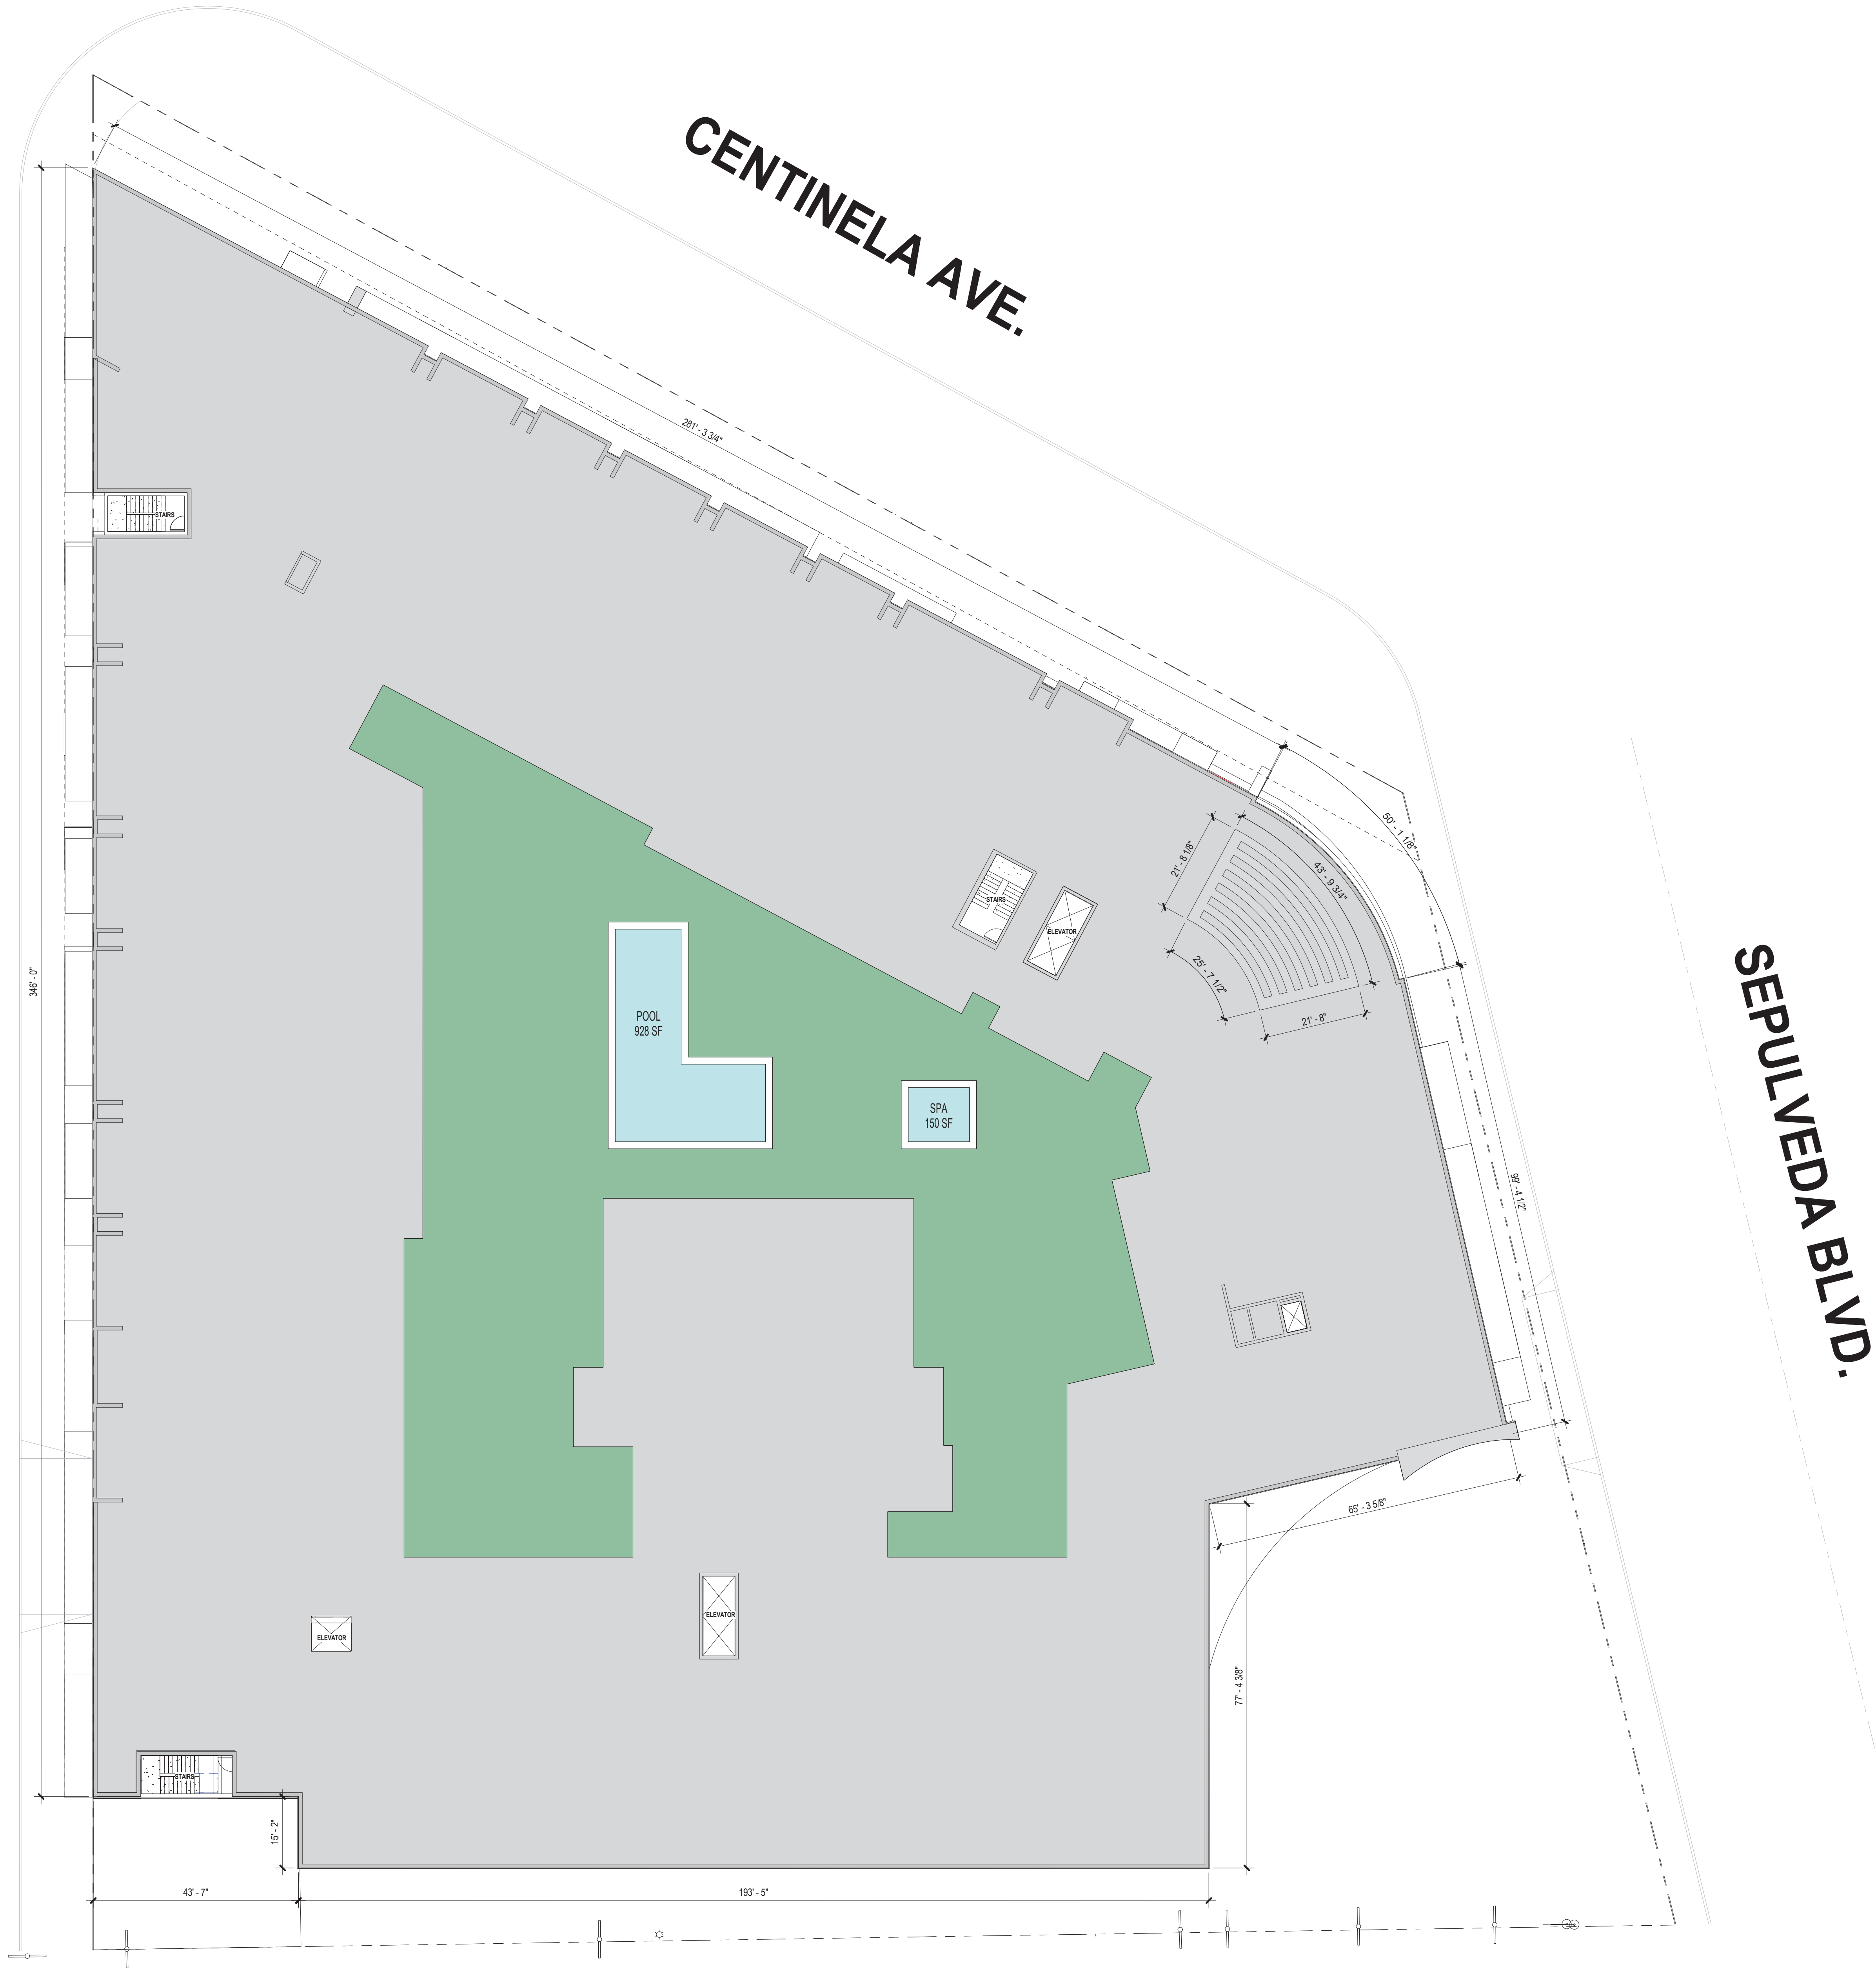 CENTINELA AVE.
281' - 3 3/4"
STAIRS
50' - 1 1/8"
21' - 8 1/8"
43' - 9 3/4"
STAIRS
ELEVATOR
SEPULVEDA BLVD.
346' - 0"
25' - 7 1/2"
21' - 8"
POOL
928 SF
SPA
150 SF
99' - 4 1/2"
65' - 3 5/8"
ELEVATOR
ELEVATOR
77' - 4 3/8"
STAIRS
15' - 2"
43' - 7"
193' - 5"